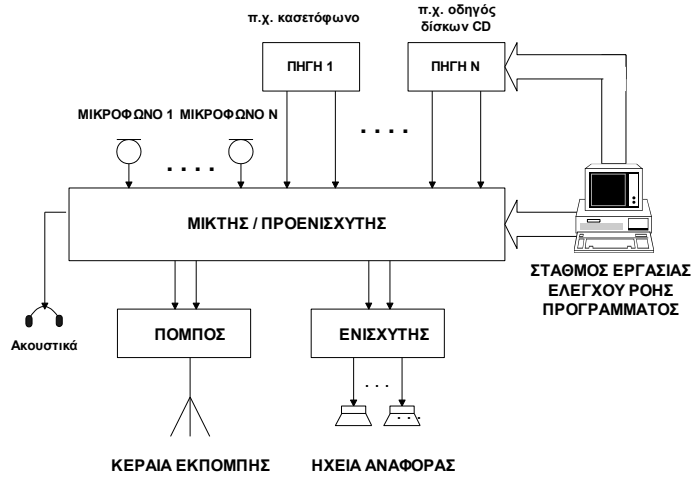 π.χ. κασετόφωνο
π.χ. οδηγός
δίσκων CD
ΠΗΓΗ 1
ΠΗΓΗ Ν
ΜΙΚΡΟΦΩΝΟ 1 ΜΙΚΡΟΦΩΝΟ Ν
ΜΙΚΤΗΣ / ΠΡΟΕΝΙΣΧΥΤΗΣ
ΣΤΑΘΜΟΣ ΕΡΓΑΣΙΑΣ
ΕΛΕΓΧΟΥ ΡΟΗΣ
ΠΡΟΓΡΑΜΜΑΤΟΣ
ΠΟΜΠΟΣ
ΕΝΙΣΧΥΤΗΣ
Ακουστικά
ΚΕΡΑΙΑ ΕΚΠΟΜΠΗΣ
ΗΧΕΙΑ ΑΝΑΦΟΡΑΣ